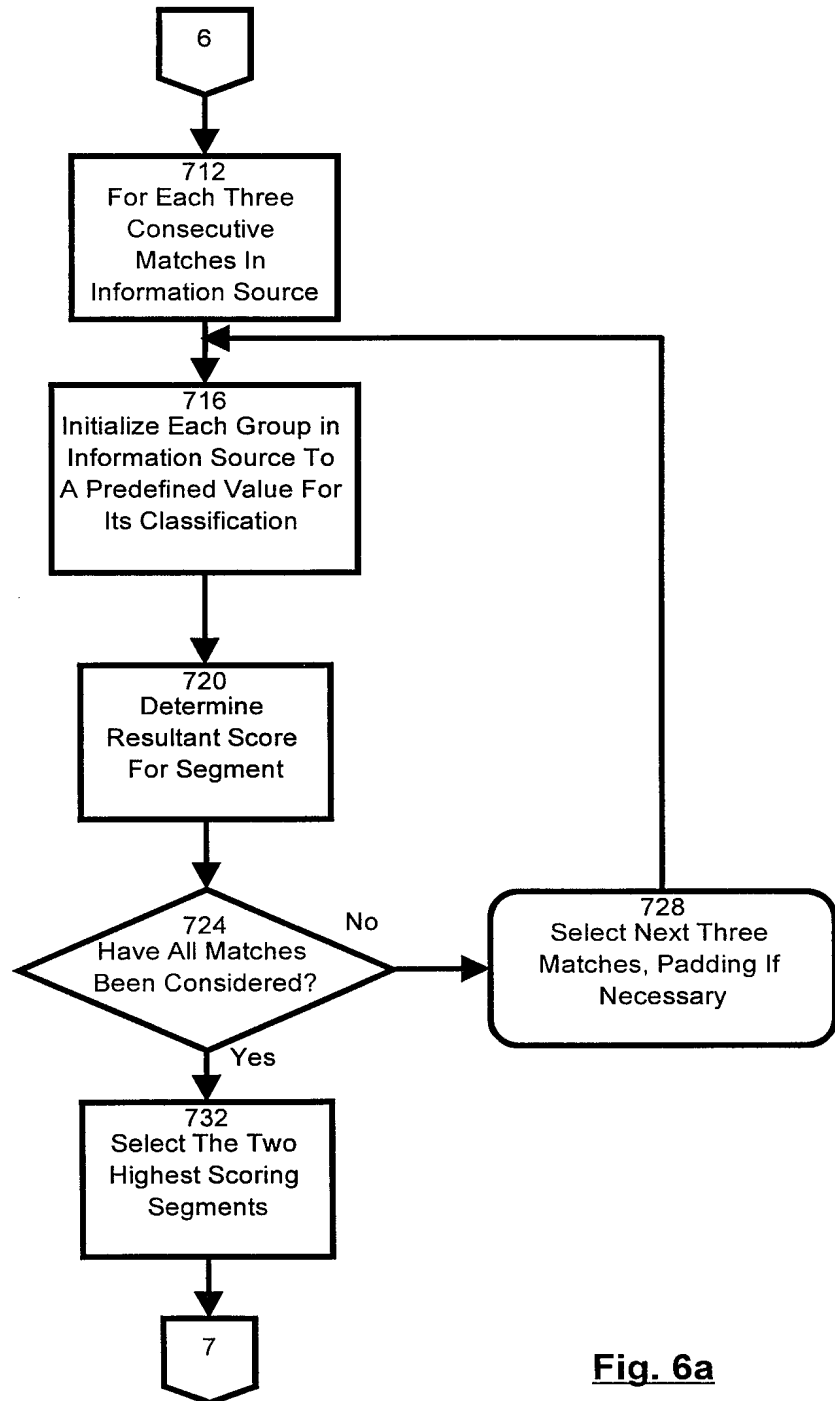 6
712
For Each Three
Consecutive
Matches In
Information Source
716
Initialize Each Group in
Information Source To
A Predefined Value For
Its Classification
720
Determine
Resultant Score
For Segment
724
Have All Matches
Been Considered?
No
728
Select Next Three
Matches, Padding If
Necessary
Yes
732
Select The Two
Highest Scoring
Segments
7
Fig. 6a